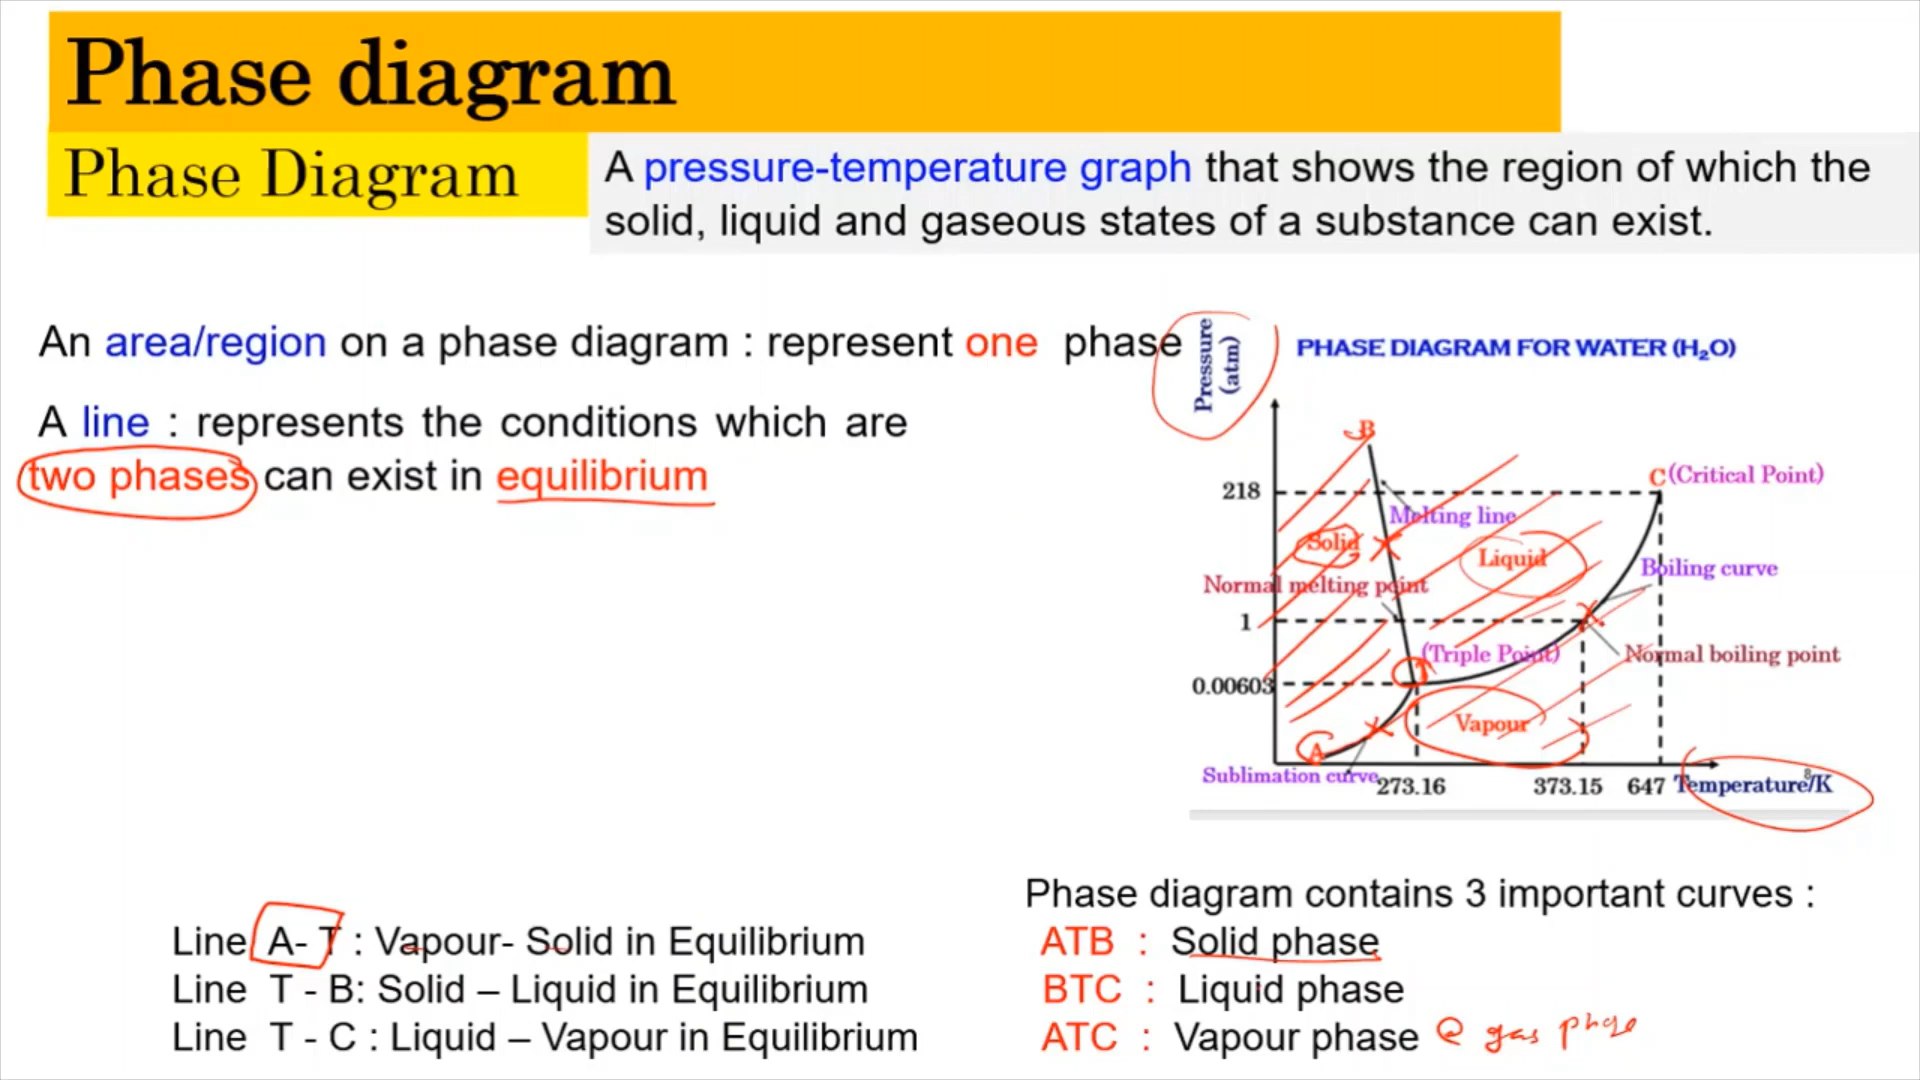 Phase diagram
Phase Diagram
A pressure-temperature graph that shows the region of which the
solid, liquid and gaseous states of a substance can exist.
An area/region on a phase diagram : represent one phase
A line : represents the conditions which are
two phases can exist in equilibrium
Pressure
(atm)
PHASE DIAGRAM FOR WATER (H₂O)
B
C (Critical Point)
218
Melting line
Solid
Liquid
Boiling curve
Normal melting point
1
(Triple Point)
Normal boiling point
0.00603
Vapour
A
Sublimation curve
273.16
373.15
647
Temperature/K
8
Phase diagram contains 3 important curves :
Line A- T : Vapour- Solid in Equilibrium
Line T - B: Solid – Liquid in Equilibrium
Line T - C : Liquid – Vapour in Equilibrium
ATB : Solid phase
BTC : Liquid phase
ATC : Vapour phase @ gas phase